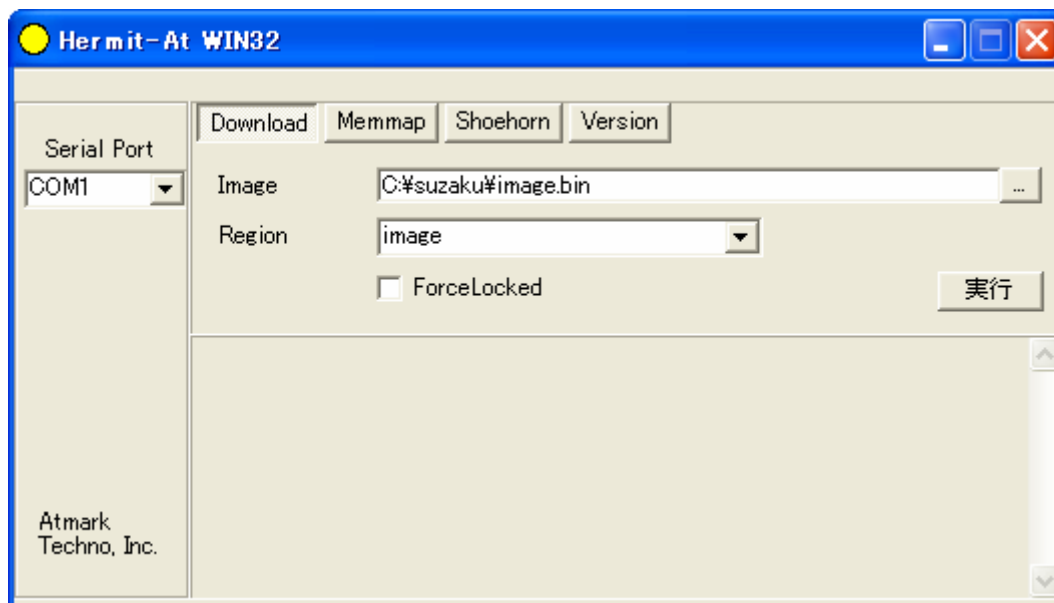 Hermit-At WIN32
Serial Port
COM1
Download
Memmap
Shoehorn
Version
Image
C:¥suzaku¥image.bin
...
Region
image
ForceLocked
実行
Atmark
Techno, Inc.